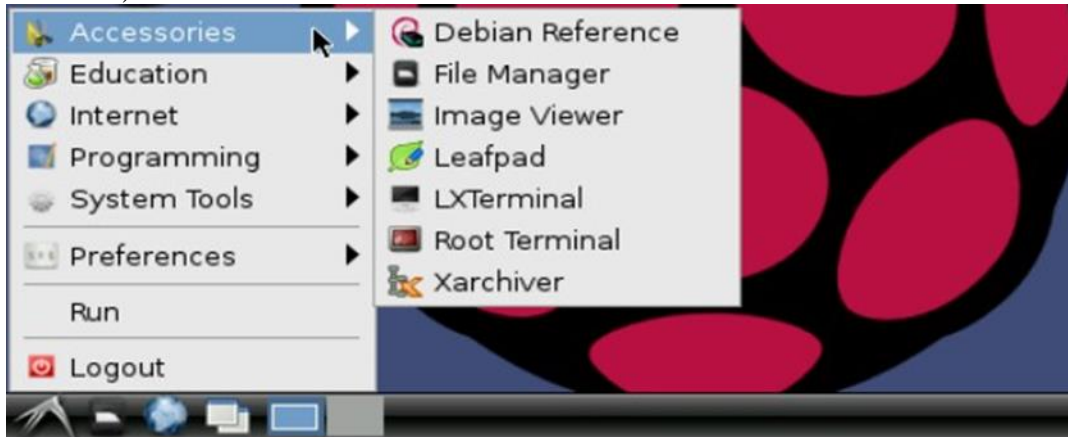 Accessories
Education
Internet
Programming
System Tools
Preferences
Run
Logout
Debian Reference
File Manager
Image Viewer
Leafpad
LXTerminal
Root Terminal
Xarchiver